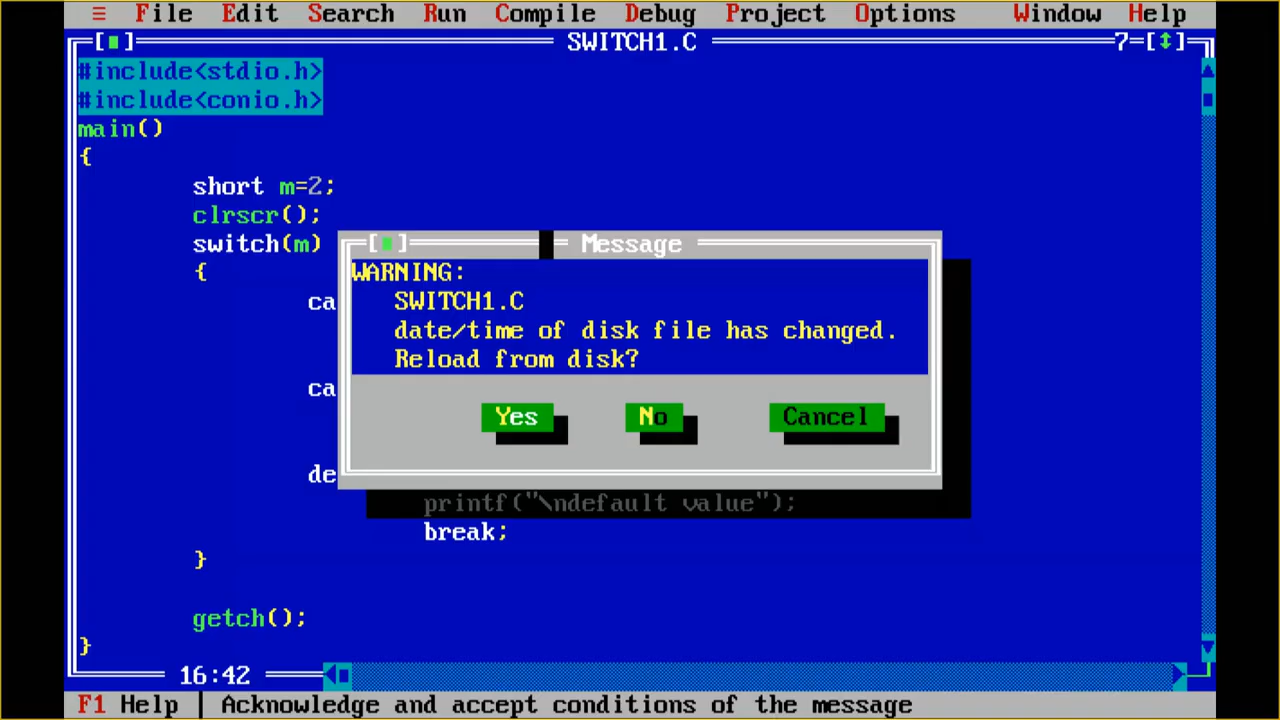 ≡ File Edit Search Run Compile Debug Project Options Window Help
[■] SWITCH1.C 7=[↕]
#include<stdio.h>
#include<conio.h>
main()
{
short m=2;
clrscr();
switch(m)
{
ca
ca
de
[■] Message
WARNING:
SWITCH1.C
date/time of disk file has changed.
Reload from disk?
Yes No Cancel
printf("\ndefault value");
break;
}
getch();
}
16:42
F1 Help | Acknowledge and accept conditions of the message